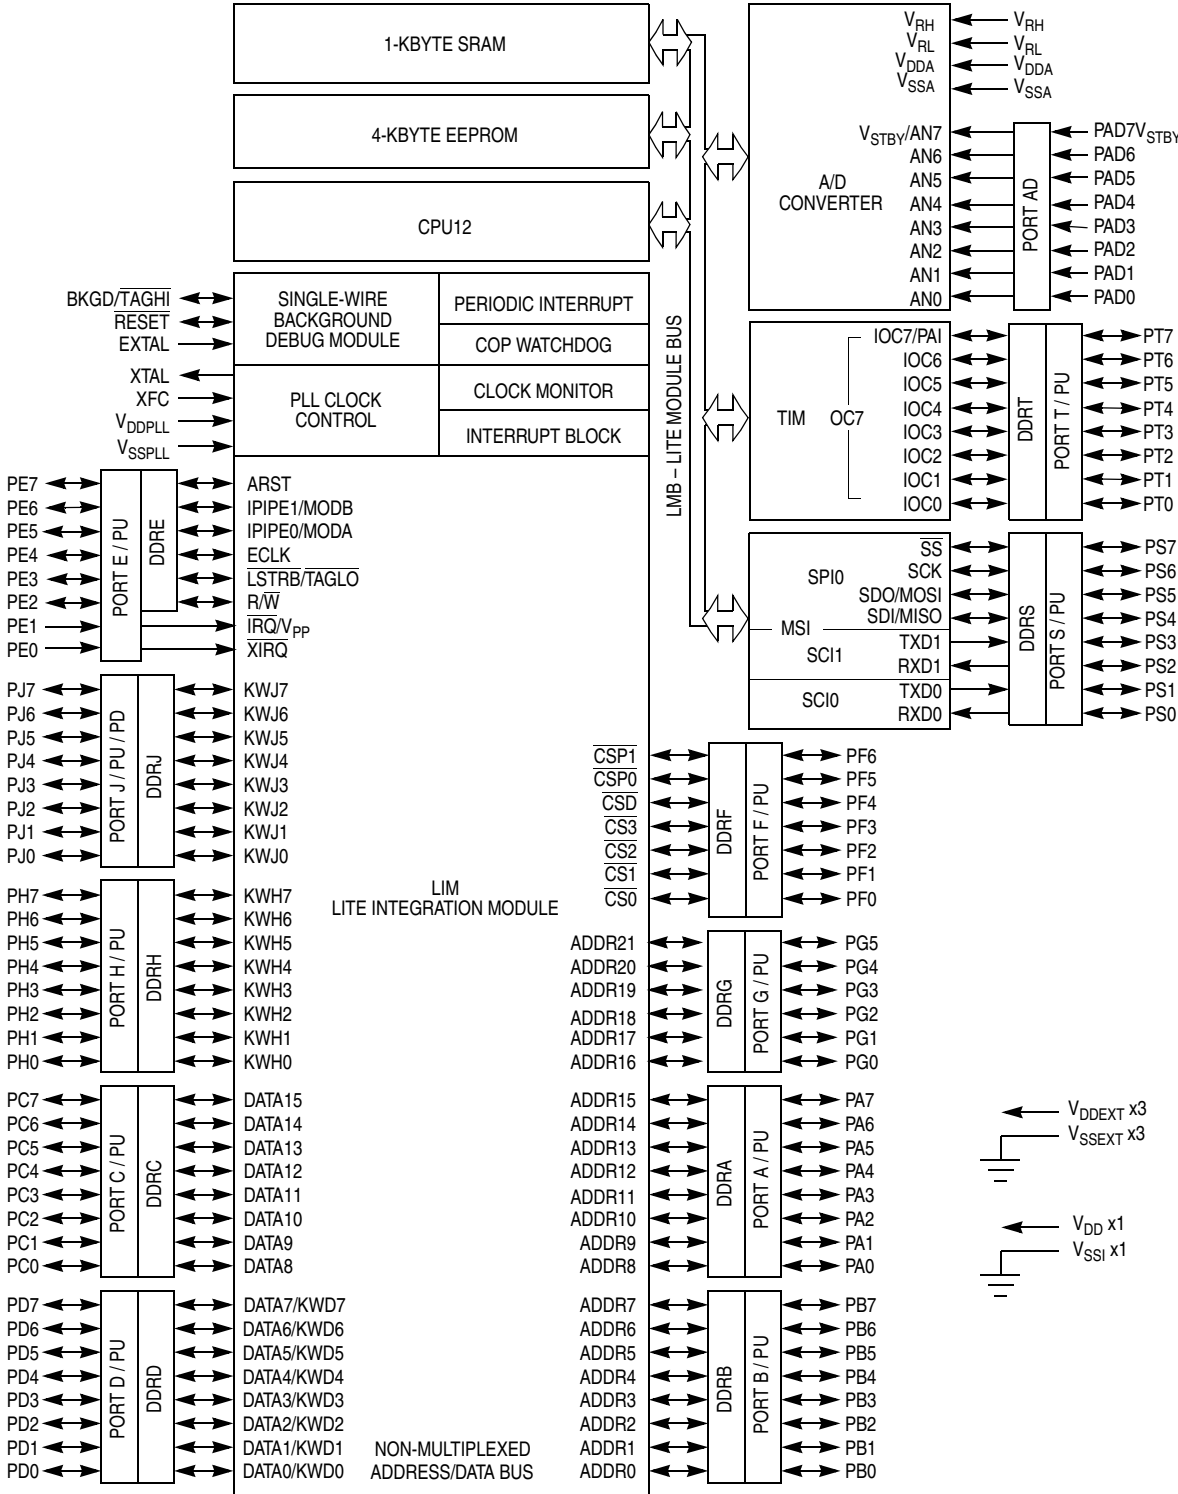 1-KBYTE SRAM
4-KBYTE EEPROM
CPU12
BKGD/TAGHI
RESET
EXTAL
XTAL
XFC
VDDPLL
VSSPLL
SINGLE-WIRE
BACKGROUND
DEBUG MODULE
PERIODIC INTERRUPT
COP WATCHDOG
PLL CLOCK
CONTROL
CLOCK MONITOR
INTERRUPT BLOCK
LMB – LITE MODULE BUS
VRH VRH
VRL VRL
VDDA VDDA
VSSA VSSA
A/D
CONVERTER
PORT AD
VSTBY/AN7 PAD7VSTBY
AN6 PAD6
AN5 PAD5
AN4 PAD4
AN3 PAD3
AN2 PAD2
AN1 PAD1
AN0 PAD0
TIM OC7
DDRT
PORT T / PU
IOC7/PAI PT7
IOC6 PT6
IOC5 PT5
IOC4 PT4
IOC3 PT3
IOC2 PT2
IOC1 PT1
IOC0 PT0
SPI0
MSI
SCI1
SCI0
DDRS
PORT S / PU
SS PS7
SCK PS6
SDO/MOSI PS5
SDI/MISO PS4
TXD1 PS3
RXD1 PS2
TXD0 PS1
RXD0 PS0
PORT E / PU
DDRE
PE7 ARST
PE6 IPIPE1/MODB
PE5 IPIPE0/MODA
PE4 ECLK
PE3 LSTRB/TAGLO
PE2 R/W
PE1 IRQ/VPP
PE0 XIRQ
PORT J / PU / PD
DDRJ
PJ7 KWJ7
PJ6 KWJ6
PJ5 KWJ5
PJ4 KWJ4
PJ3 KWJ3
PJ2 KWJ2
PJ1 KWJ1
PJ0 KWJ0
PORT H / PU
DDRH
PH7 KWH7
PH6 KWH6
PH5 KWH5
PH4 KWH4
PH3 KWH3
PH2 KWH2
PH1 KWH1
PH0 KWH0
PORT C / PU
DDRC
PC7 DATA15
PC6 DATA14
PC5 DATA13
PC4 DATA12
PC3 DATA11
PC2 DATA10
PC1 DATA9
PC0 DATA8
PORT D / PU
DDRD
PD7 DATA7/KWD7
PD6 DATA6/KWD6
PD5 DATA5/KWD5
PD4 DATA4/KWD4
PD3 DATA3/KWD3
PD2 DATA2/KWD2
PD1 DATA1/KWD1
PD0 DATA0/KWD0
LIM
LITE INTEGRATION MODULE
NON-MULTIPLEXED
ADDRESS/DATA BUS
DDRF
PORT F / PU
CSP1 PF6
CSP0 PF5
CSD PF4
CS3 PF3
CS2 PF2
CS1 PF1
CS0 PF0
DDRG
PORT G / PU
ADDR21 PG5
ADDR20 PG4
ADDR19 PG3
ADDR18 PG2
ADDR17 PG1
ADDR16 PG0
DDRA
PORT A / PU
ADDR15 PA7
ADDR14 PA6
ADDR13 PA5
ADDR12 PA4
ADDR11 PA3
ADDR10 PA2
ADDR9 PA1
ADDR8 PA0
DDRB
PORT B / PU
ADDR7 PB7
ADDR6 PB6
ADDR5 PB5
ADDR4 PB4
ADDR3 PB3
ADDR2 PB2
ADDR1 PB1
ADDR0 PB0
VDDEXT x3
VSSEXT x3
VDD x1
VSSI x1